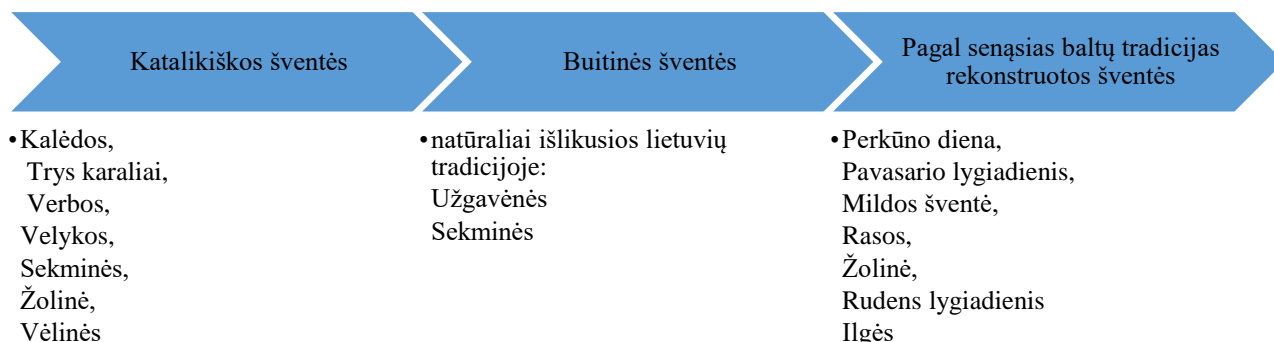 Katalikiškos šventės
Buitinės šventės
Pagal senąsias baltų tradicijas
rekonstruotos šventės
•Kalėdos,
Trys karaliai,
Verbos,
Velykos,
Sekminės,
Žolinė,
Vėlinės
•natūraliai išlikusios lietuvių
tradicijoje:
Užgavėnės
Sekminės
•Perkūno diena,
Pavasario lygiadienis,
Mildos šventė,
Rasos,
Žolinė,
Rudens lygiadienis
Ilgės